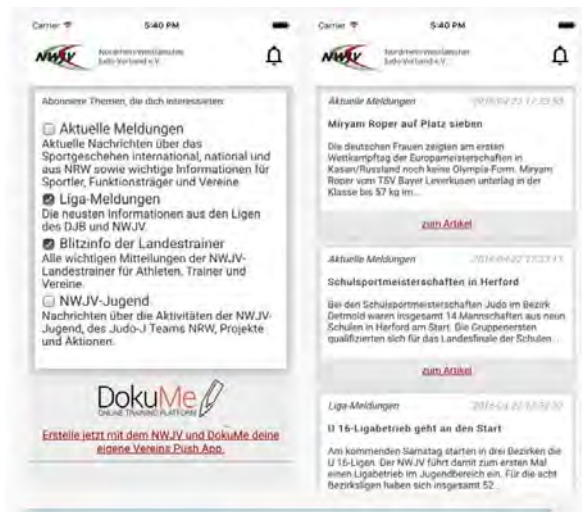 Carrier 5:40 PM
NWJV Nordrhein-Westfälischer
Judo-Verband e.V.
Abonniere Themen, die dich interessieren:
Aktuelle Meldungen
Aktuelle Nachrichten über das
Sportgeschehen international, national und
aus NRW sowie wichtige Informationen für
Sportler, Funktionsträger und Vereine
Liga-Meldungen
Die neusten Informationen aus den Ligen
des DJB und NWJV.
Blitzinfo der Landestrainer
Alle wichtigen Mitteilungen der NWJV-
Landestrainer für Athleten, Trainer und
Vereine.
NWJV-Jugend
Nachrichten über die Aktivitäten der NWJV-
Jugend, des Judo-J Teams NRW, Projekte
und Aktionen.
DokuMe
ONLINE TRAINING PLATFORM
Erstelle jetzt mit dem NWJV und DokuMe deine
eigene Vereins Push App.
Carrier 5:40 PM
NWJV Nordrhein-Westfälischer
Judo-Verband e.V.
Aktuelle Meldungen
Miryam Roper auf Platz sieben
Die deutschen Frauen zeigten am ersten
Wettkampftag der Europameisterschaften in
Kasan/Russland noch keine Olympia-Form. Miryam
Roper vom TSV Bayer Leverkusen unterlag in der
Klasse bis 57 kg im...
zum Artikel
Aktuelle Meldungen
Schulsportmeisterschaften in Herford
Bei den Schulsportmeisterschaften Judo im Bezirk
Detmold waren insgesamt 14 Mannschaften aus neun
Schulen in Herford am Start. Die Gruppenersten
qualifizierten sich für das Landesfinale der Schulen...
zum Artikel
Liga-Meldungen
U 16-Ligabetrieb geht an den Start
Am kommenden Samstag starten in drei Bezirken die
U 16-Ligen. Der NWJV führt damit zum ersten Mal
einen Ligabetrieb im Jugendbereich ein. Für die acht
Bezirksligen haben sich insgesamt 52...